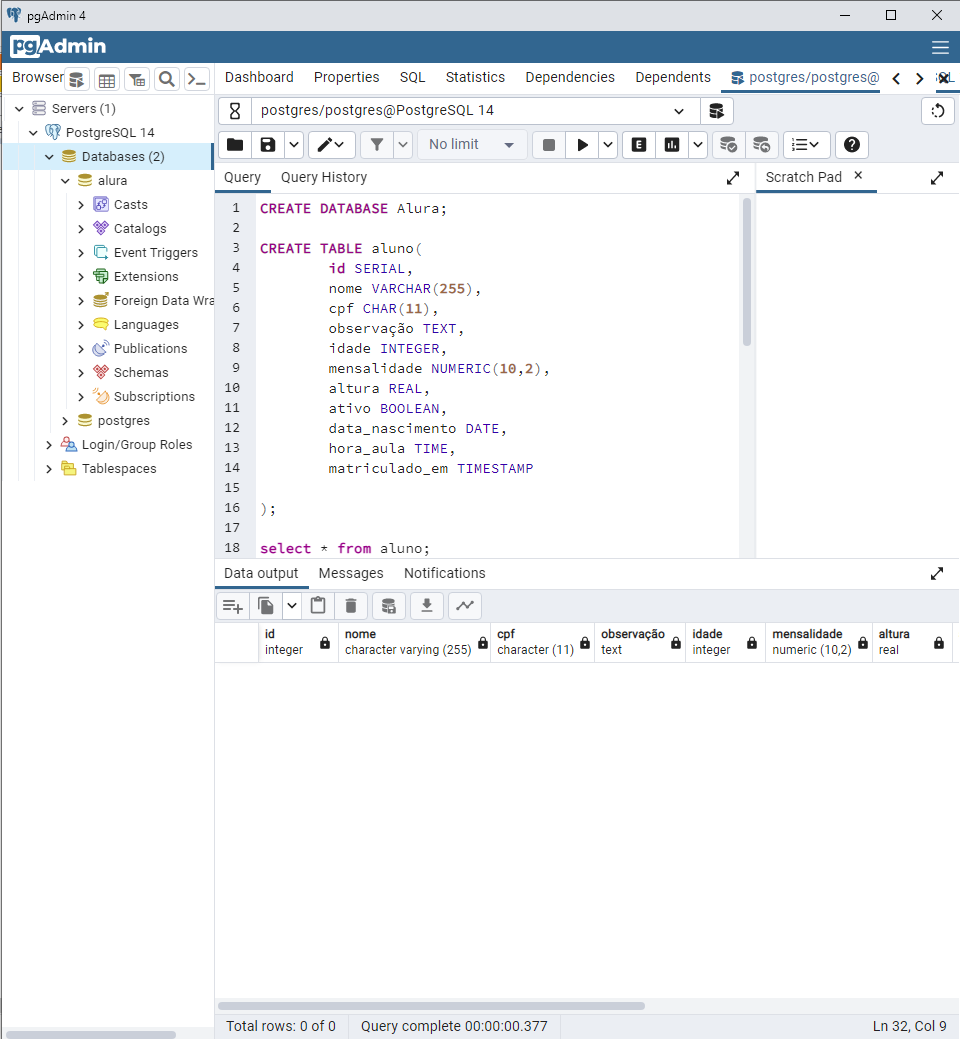 pgAdmin 4
pgAdmin
Browser
Dashboard Properties SQL Statistics Dependencies Dependents postgres/postgres@
Servers (1)
PostgreSQL 14
Databases (2)
alura
Casts
Catalogs
Event Triggers
Extensions
Foreign Data Wra
Languages
Publications
Schemas
Subscriptions
postgres
Login/Group Roles
Tablespaces
postgres/postgres@PostgreSQL 14
No limit
E
Query Query History
Scratch Pad
1 CREATE DATABASE Alura;
2
3 CREATE TABLE aluno(
4 id SERIAL,
5 nome VARCHAR(255),
6 cpf CHAR(11),
7 observação TEXT,
8 idade INTEGER,
9 mensalidade NUMERIC(10,2),
10 altura REAL,
11 ativo BOOLEAN,
12 data_nascimento DATE,
13 hora_aula TIME,
14 matriculado_em TIMESTAMP
15
16 );
17
18 select * from aluno;
Data output Messages Notifications
id nome cpf observação idade mensalidade altura
integer character varying (255) character (11) text integer numeric (10,2) real
Total rows: 0 of 0 Query complete 00:00:00.377 Ln 32, Col 9